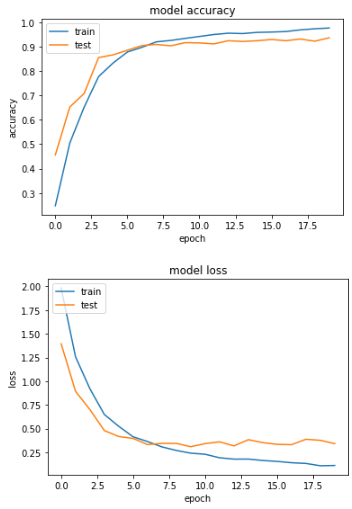 model accuracy
train
test
1.0
0.9
0.8
0.7
0.6
0.5
0.4
0.3
accuracy
0.0 2.5 5.0 7.5 10.0 12.5 15.0 17.5
epoch
model loss
train
test
2.00
1.75
1.50
1.25
1.00
0.75
0.50
0.25
loss
0.0 2.5 5.0 7.5 10.0 12.5 15.0 17.5
epoch